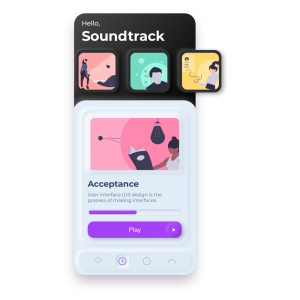 Hello,
Soundtrack
Acceptance
User interface (UI) design is the
process of making interfaces.
Play